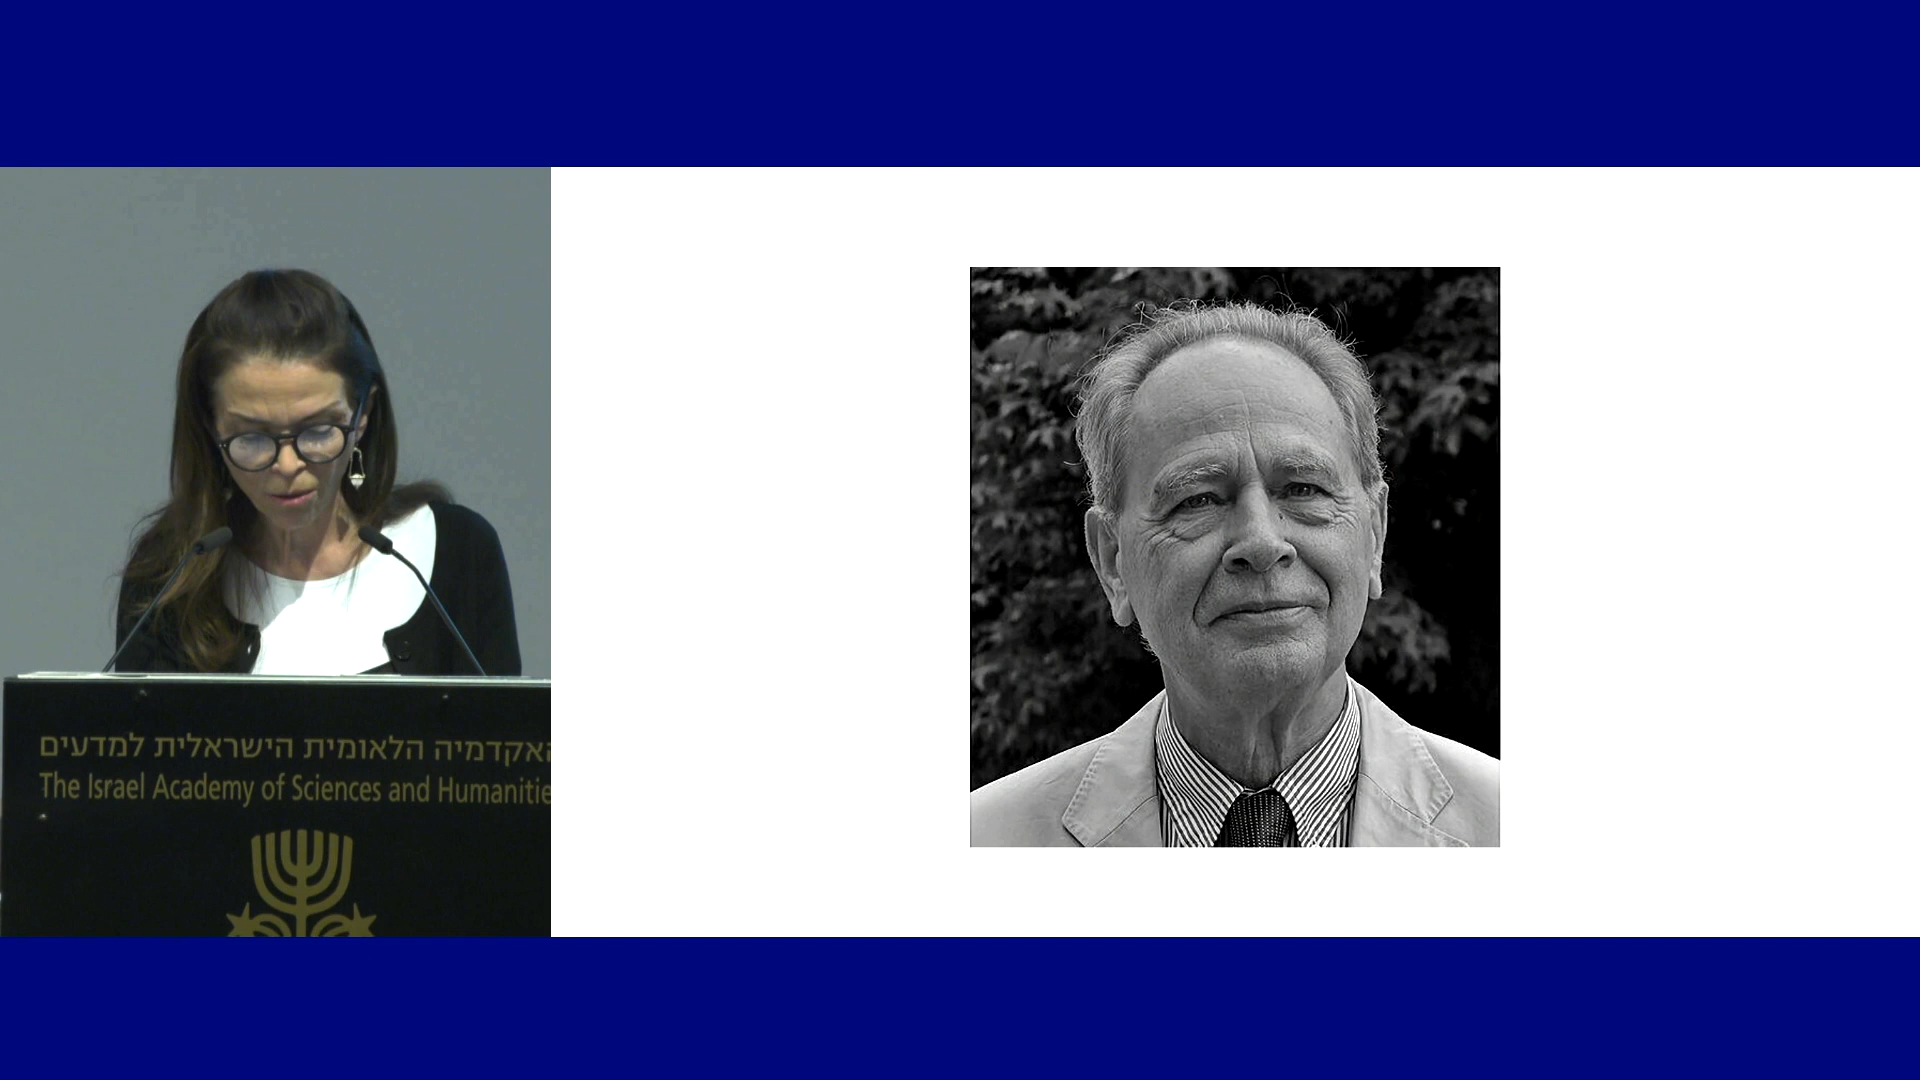 האקדמיה הלאומית הישראלית למדעים
The Israel Academy of Sciences and Humanitie